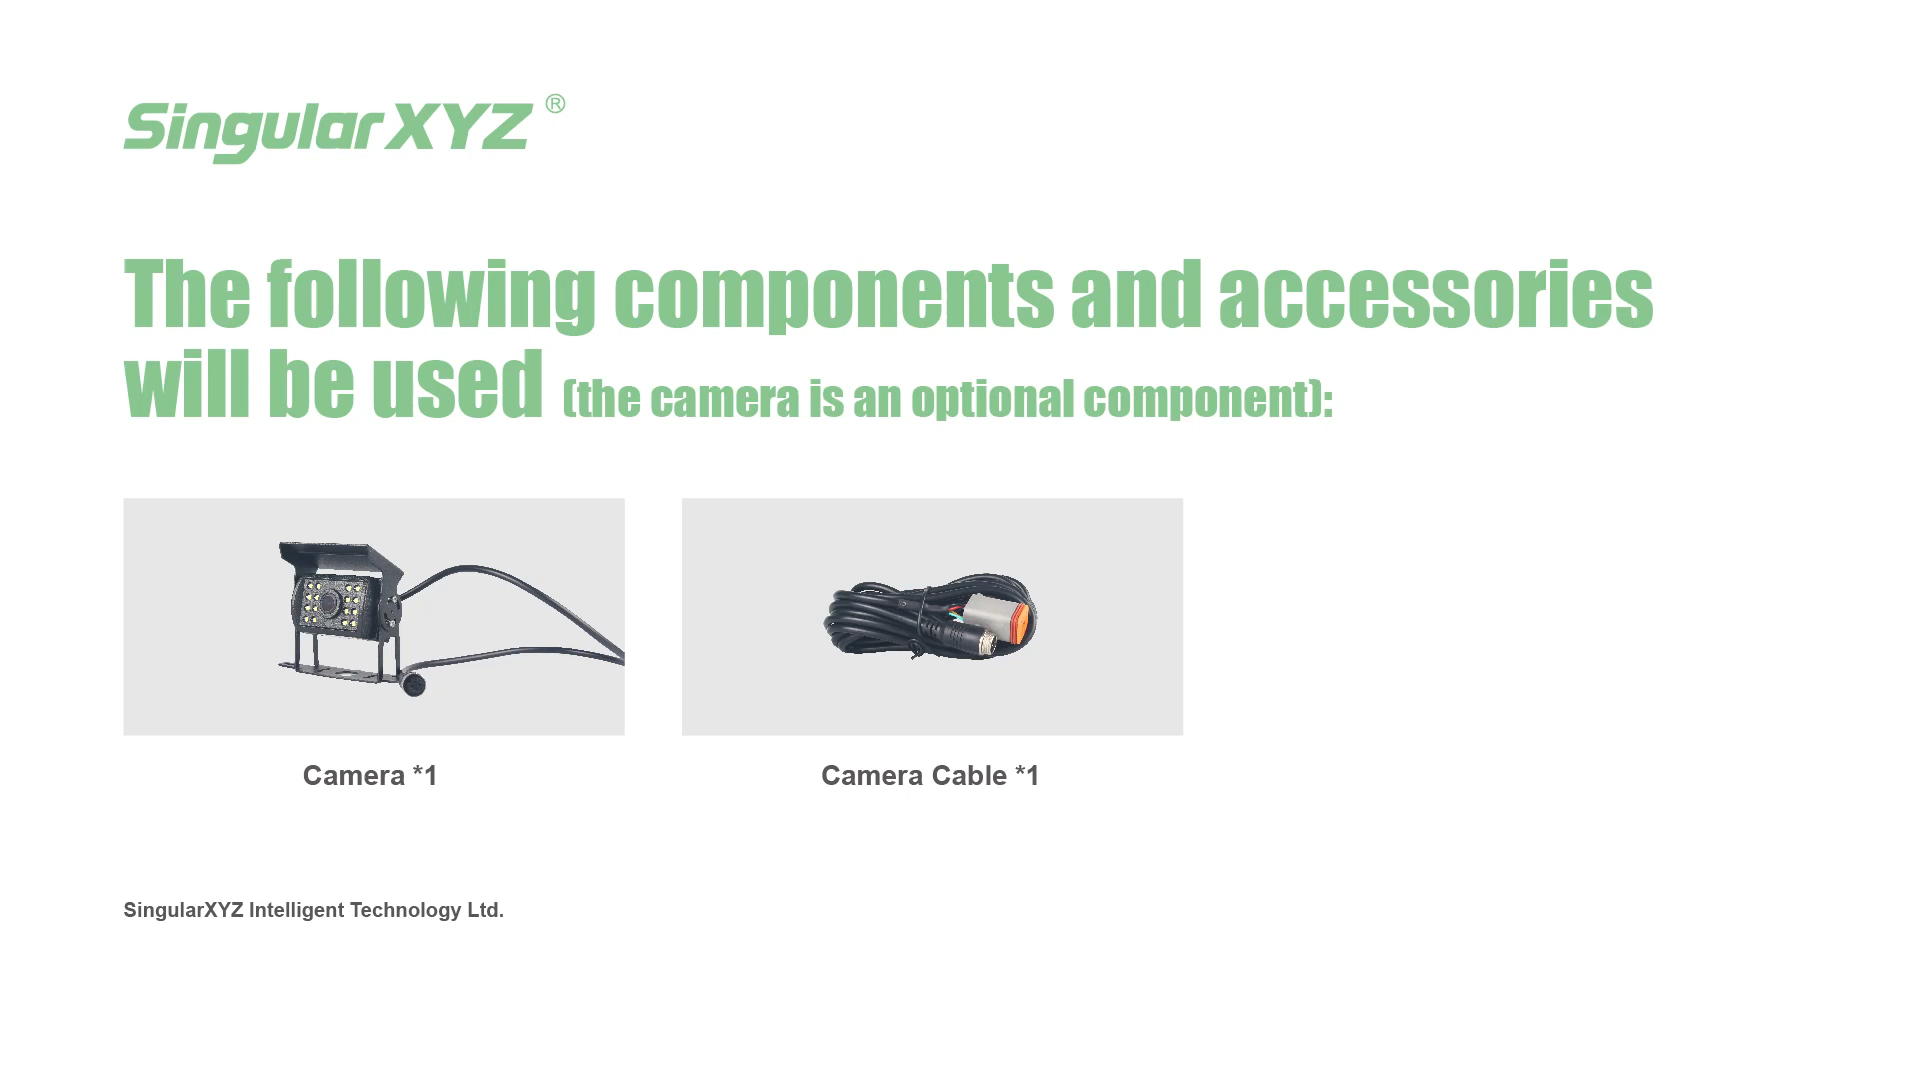 SingularXYZ®
The following components and accessories
will be used (the camera is an optional component):
Camera *1
Camera Cable *1
SingularXYZ Intelligent Technology Ltd.